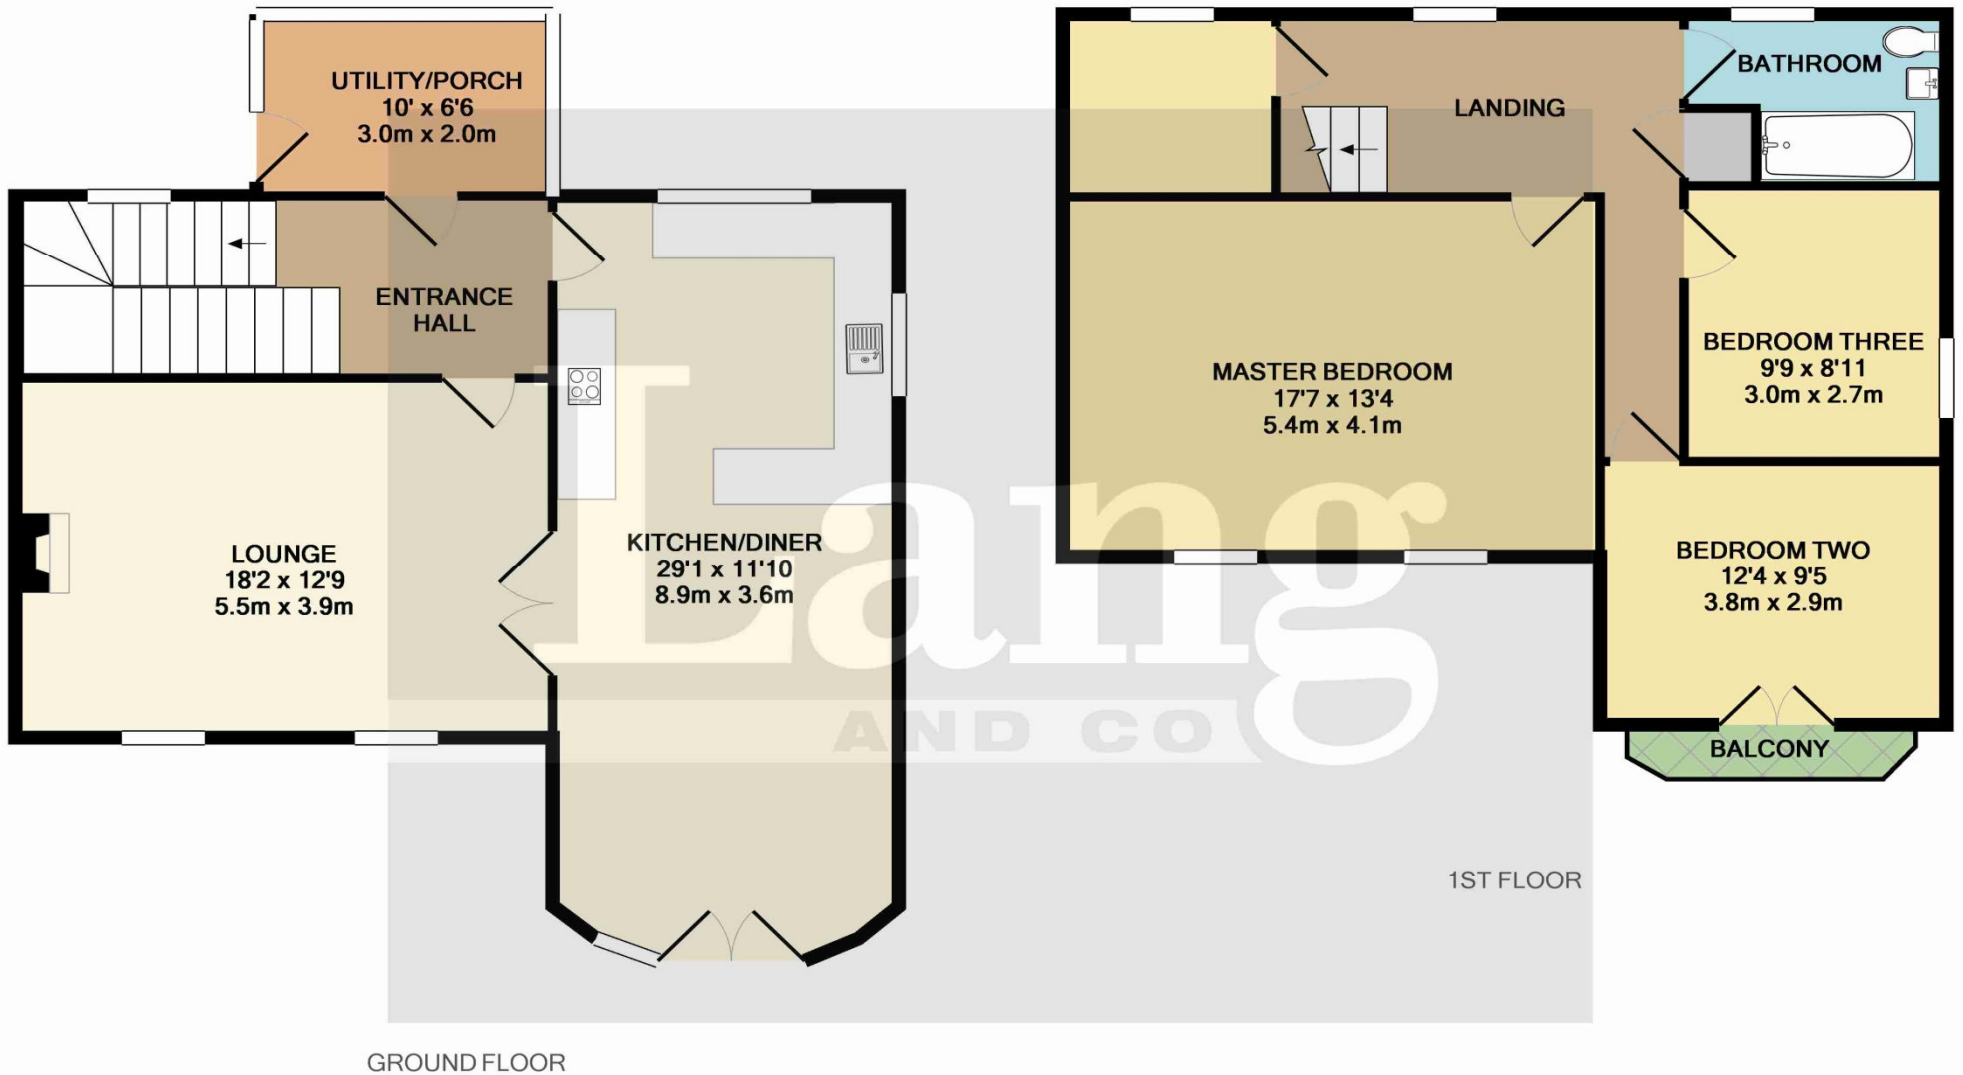 UTILITY/PORCH
10' x 6'6
3.0m x 2.0m
ENTRANCE
HALL
LOUNGE
18'2 x 12'9
5.5m x 3.9m
KITCHEN/DINER
29'1 x 11'10
8.9m x 3.6m
GROUND FLOOR
LANDING
BATHROOM
MASTER BEDROOM
17'7 x 13'4
5.4m x 4.1m
BEDROOM THREE
9'9 x 8'11
3.0m x 2.7m
BEDROOM TWO
12'4 x 9'5
3.8m x 2.9m
BALCONY
1ST FLOOR
Lang
AND CO